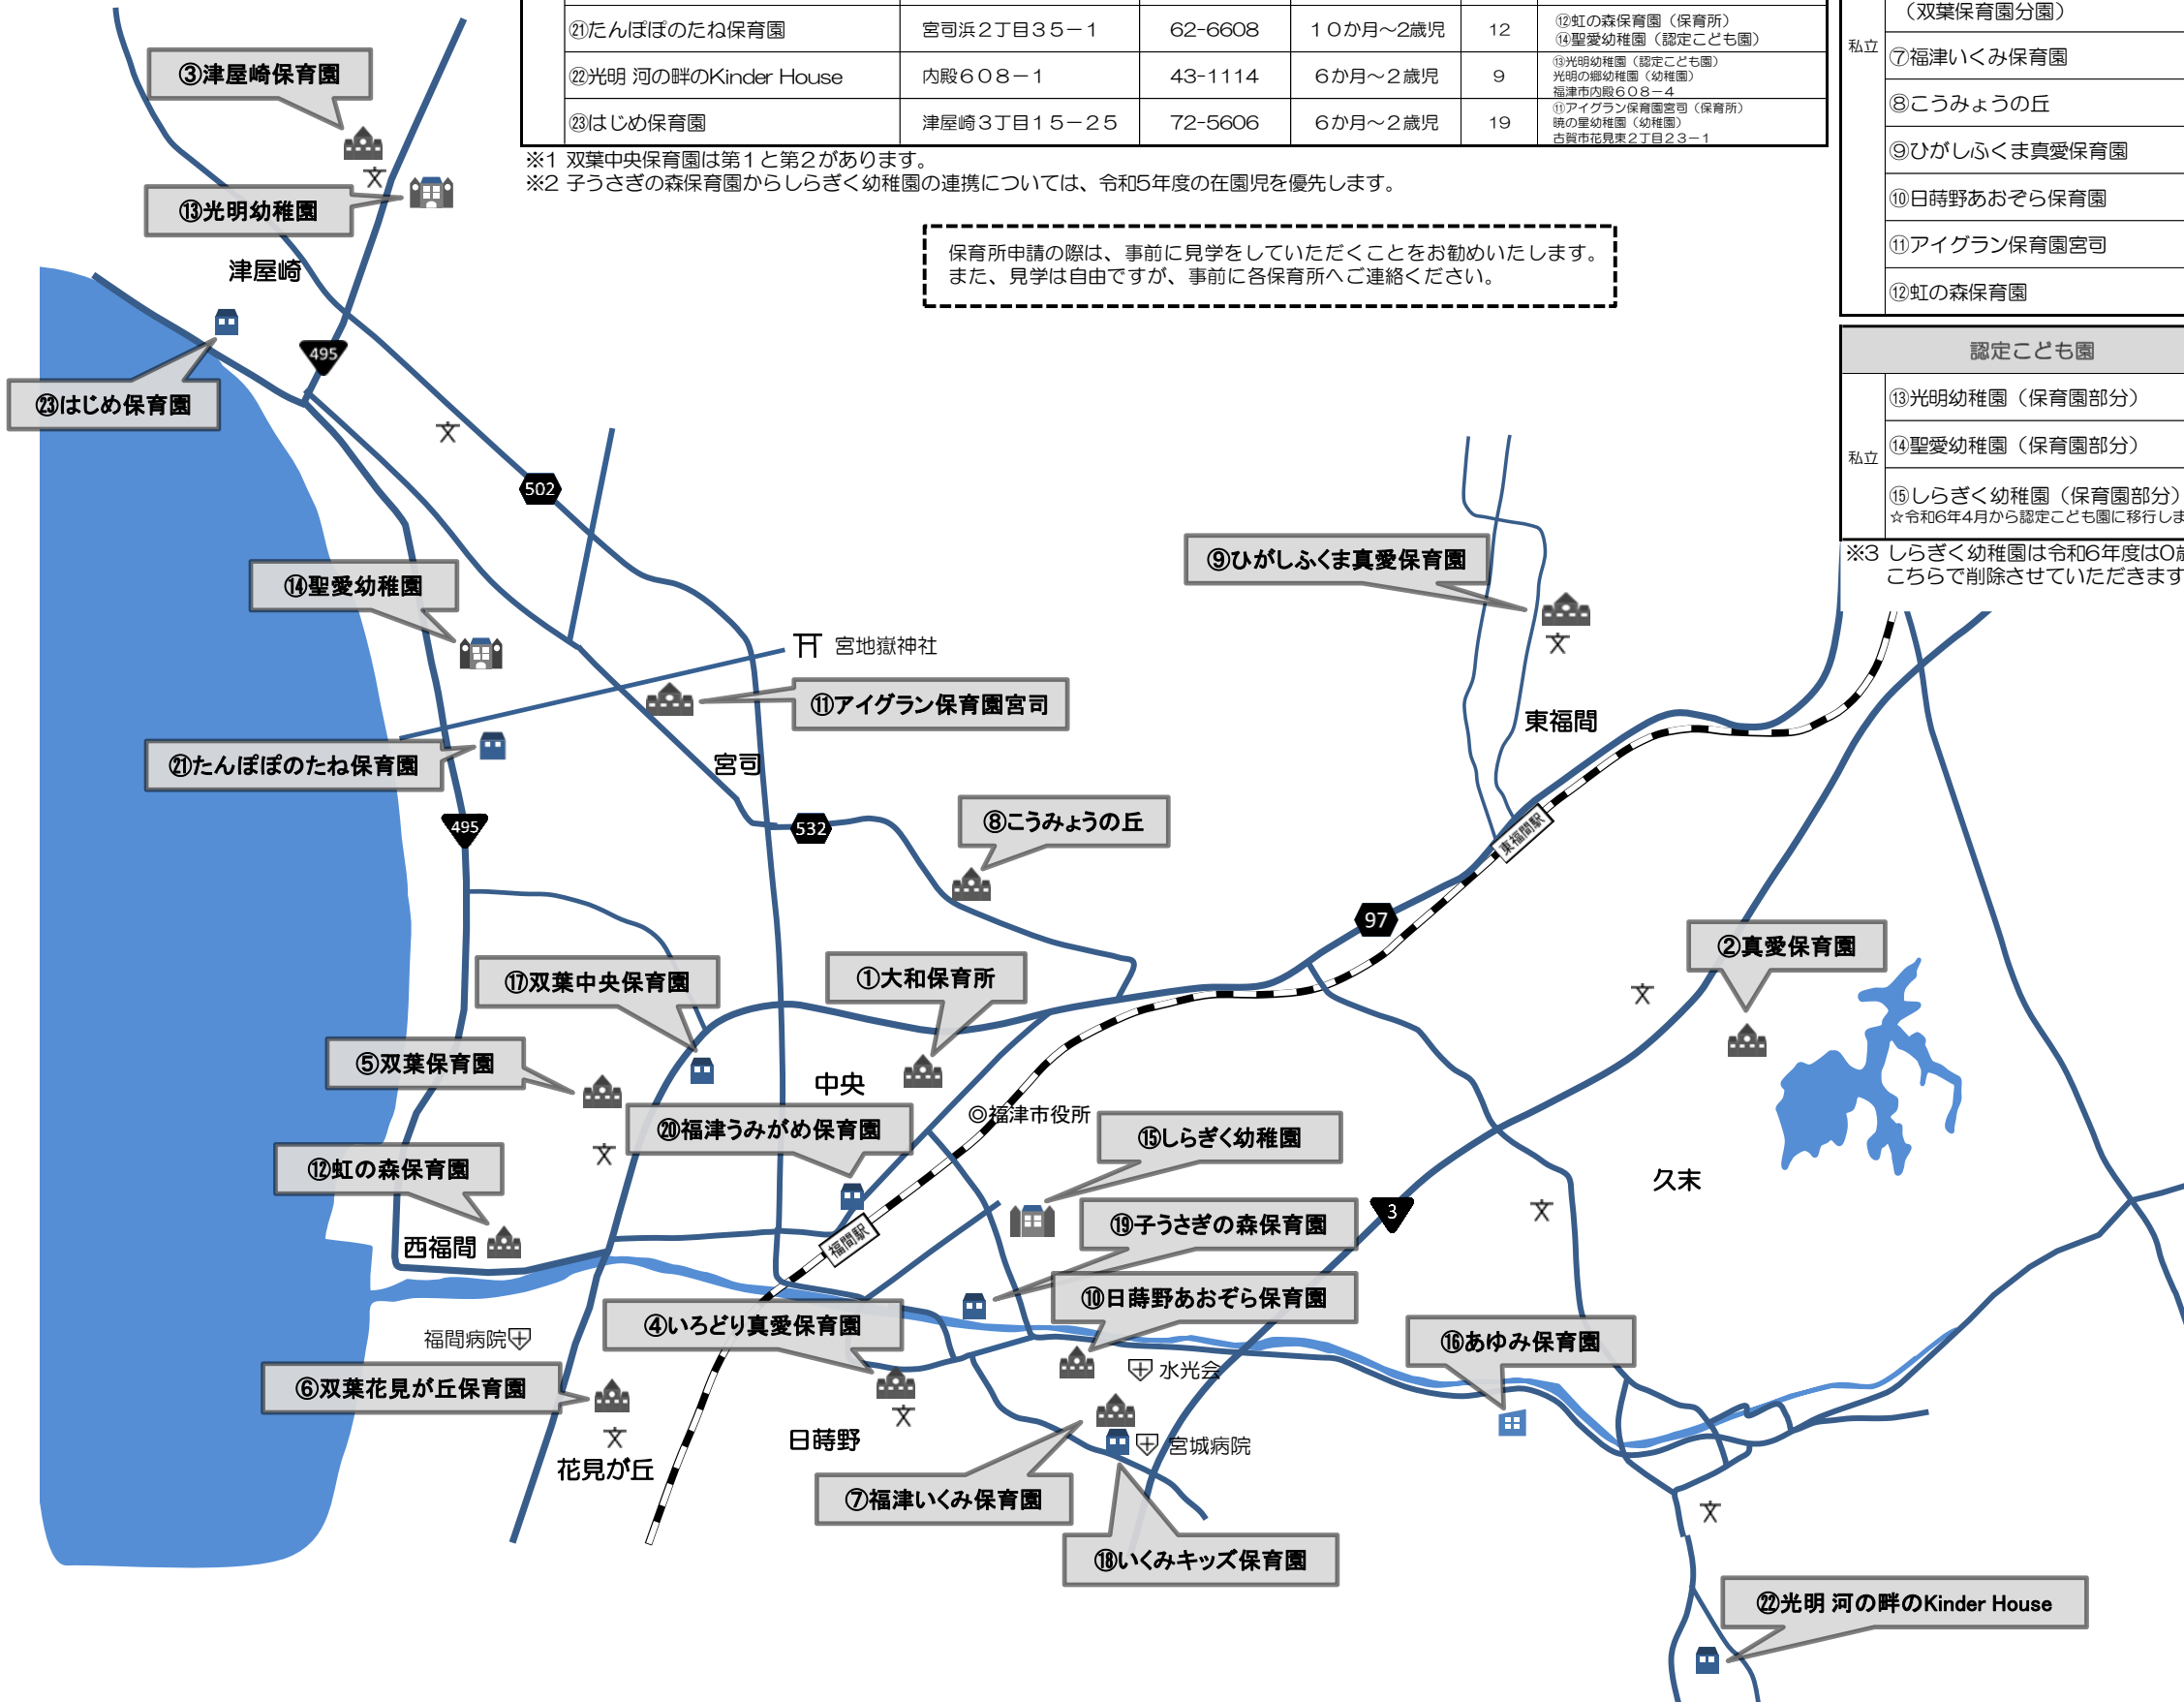 ㉑たんぽぽのたね保育園 宮司浜2丁目35－1 62-6608 10か月～2歳児 12 ⑫虹の森保育園（保育所）
⑭聖愛幼稚園（認定こども園）
㉒光明 河の畔のKinder House 内殿608－1 43-1114 6か月～2歳児 9 ⑬光明幼稚園（認定こども園）
光明の郷幼稚園（幼稚園）
福津市内殿608－4
㉓はじめ保育園 津屋崎3丁目15－25 72-5606 6か月～2歳児 19 ⑪アイグラン保育園宮司（保育所）
暁の星幼稚園（幼稚園）
古賀市花見東2丁目23－1
※1 双葉中央保育園は第1と第2があります。
※2 子うさぎの森保育園からしらぎく幼稚園の連携については、令和5年度の在園児を優先します。
保育所申請の際は、事前に見学をしていただくことをお勧めいたします。
また、見学は自由ですが、事前に各保育所へご連絡ください。
私立
（双葉保育園分園）
⑦福津いくみ保育園
⑧こうみょうの丘
⑨ひがしふくま真愛保育園
⑩日蒔野あおぞら保育園
⑪アイグラン保育園宮司
⑫虹の森保育園
認定こども園
私立
⑬光明幼稚園（保育園部分）
⑭聖愛幼稚園（保育園部分）
⑮しらぎく幼稚園（保育園部分）
☆令和6年4月から認定こども園に移行しま
※3 しらぎく幼稚園は令和6年度は0歳
こちらで削除させていただきます
③津屋崎保育園
文
⑬光明幼稚園
津屋崎
495
㉓はじめ保育園
文
502
⑭聖愛幼稚園
宮地嶽神社
⑪アイグラン保育園宮司
⑨ひがしふくま真愛保育園
文
東福間
㉑たんぽぽのたね保育園
宮司
495
532
⑧こうみょうの丘
東福間駅
97
②真愛保育園
文
⑰双葉中央保育園
①大和保育所
⑤双葉保育園
中央
◎福津市役所
⑳福津うみがめ保育園
文
⑮しらぎく幼稚園
⑫虹の森保育園
久末
文
3
⑲子うさぎの森保育園
西福間
福間駅
⑩日蒔野あおぞら保育園
④いろどり真愛保育園
福間病院
⑯あゆみ保育園
水光会
⑥双葉花見が丘保育園
文
文
日蒔野
宮城病院
花見が丘
⑦福津いくみ保育園
文
⑱いくみキッズ保育園
㉒光明 河の畔のKinder House